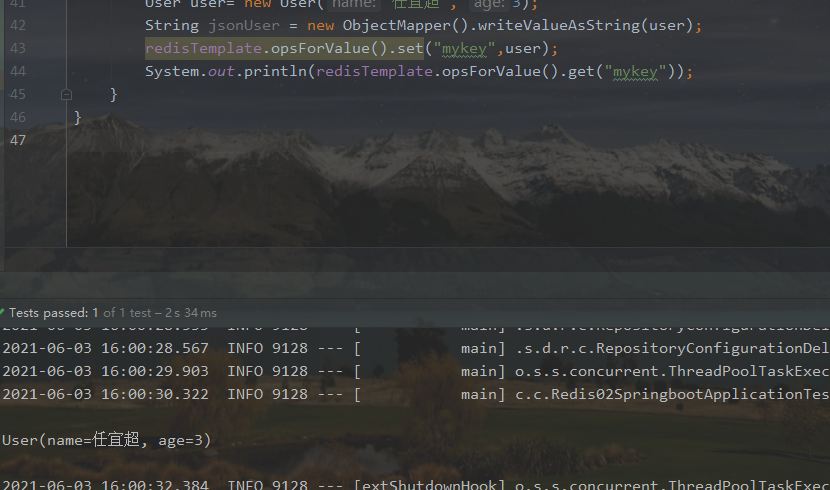 41 User user= new User( name: "任宜超", age: 3);
42 String jsonUser = new ObjectMapper().writeValueAsString(user);
43 redisTemplate.opsForValue().set("mykey",user);
44 System.out.println(redisTemplate.opsForValue().get("mykey"));
45 }
46 }
47
Tests passed: 1 of 1 test – 2 s 34 ms
2021-06-03 16:00:28.567 INFO 9128 --- [ main] .s.d.r.c.RepositoryConfigurationDel
2021-06-03 16:00:29.903 INFO 9128 --- [ main] o.s.s.concurrent.ThreadPoolTaskExec
2021-06-03 16:00:30.322 INFO 9128 --- [ main] c.c.Redis02SpringbootApplicationTes
User(name=任宜超, age=3)
2021-06-03 16:00:32.384 INFO 9128 --- [extShutdownHook] o.s.s.concurrent.ThreadPoolTaskExec